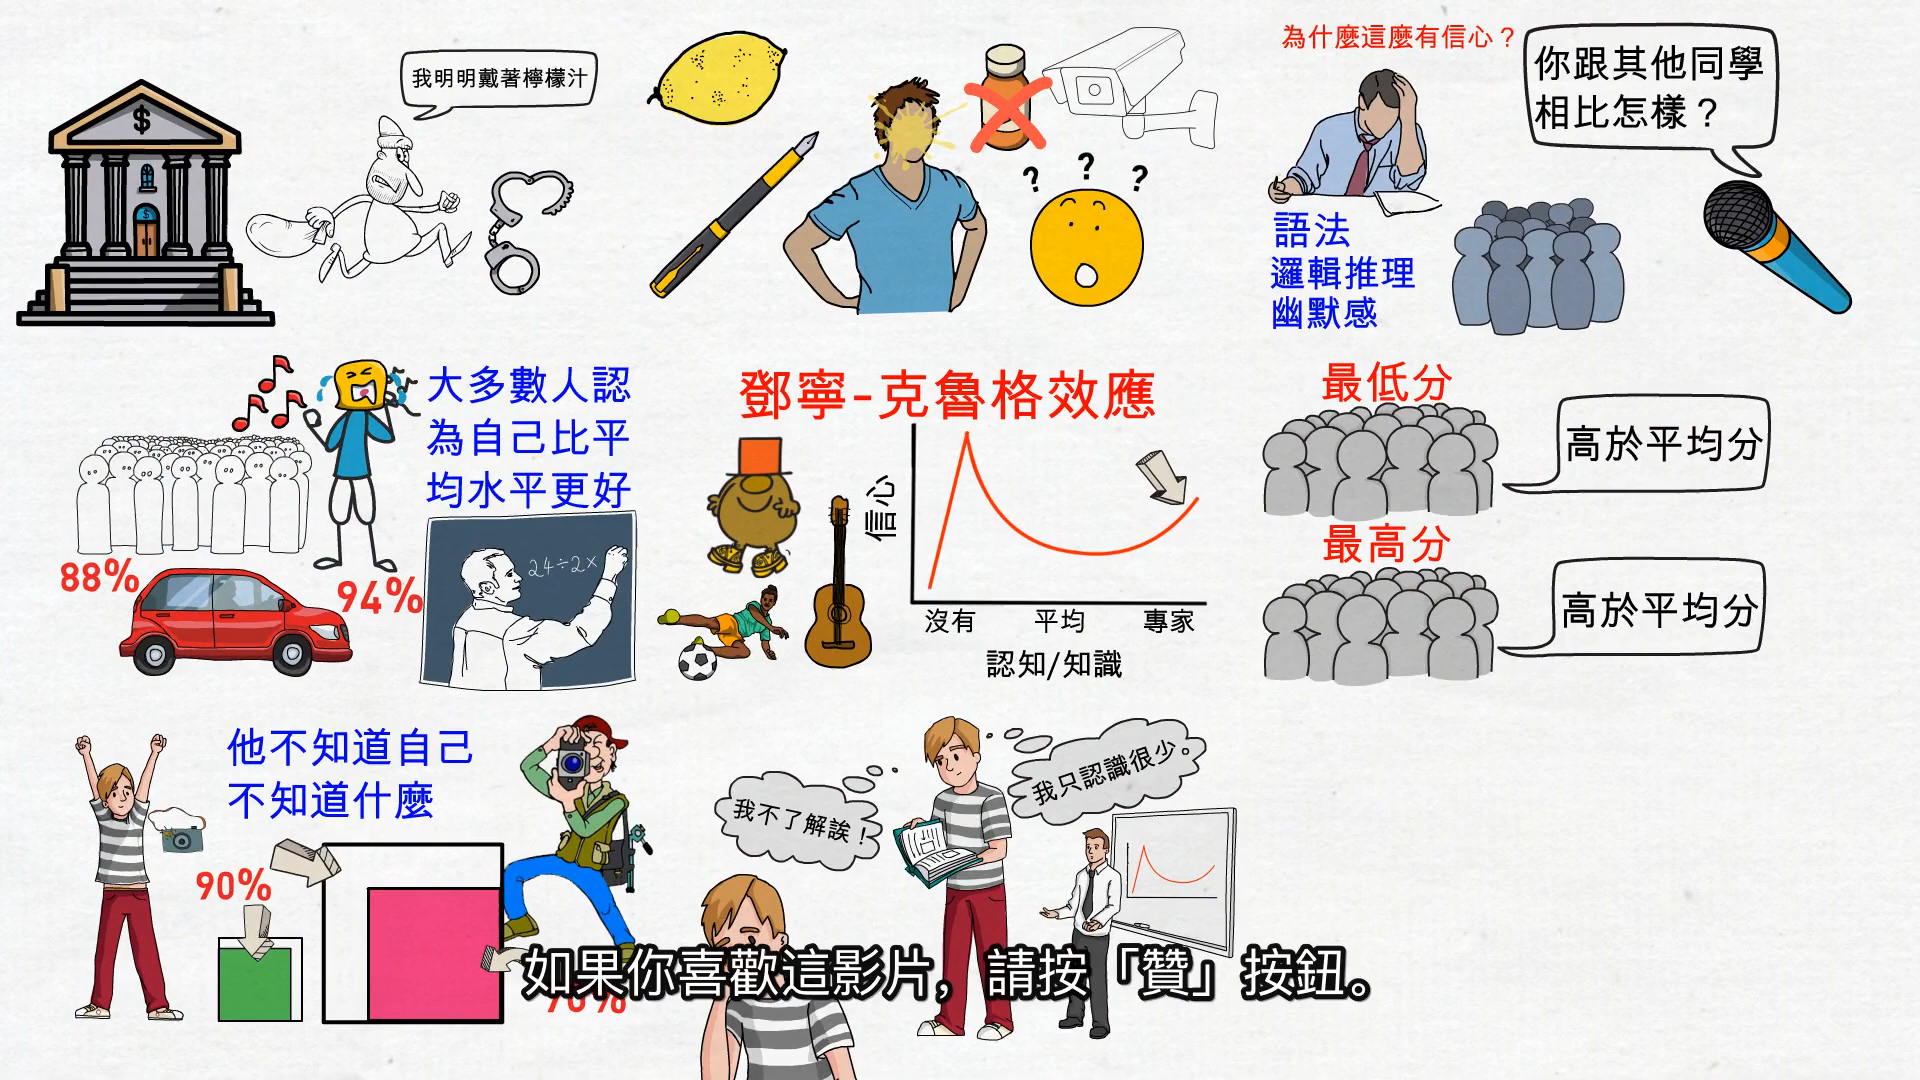 為什麼這麼有信心？
我明明戴著檸檬汁
你跟其他同學
相比怎樣？
$
$
? ? ?
語法
邏輯推理
幽默感
大多數人認
為自己比平
均水平更好
88%
94%
24÷2×
鄧寧-克魯格效應
信心
沒有 平均 專家
認知/知識
最低分
高於平均分
最高分
高於平均分
他不知道自己
不知道什麼
90%
我不了解誒！
我只認識很少。
如果你喜歡這影片，請按「贊」按鈕。